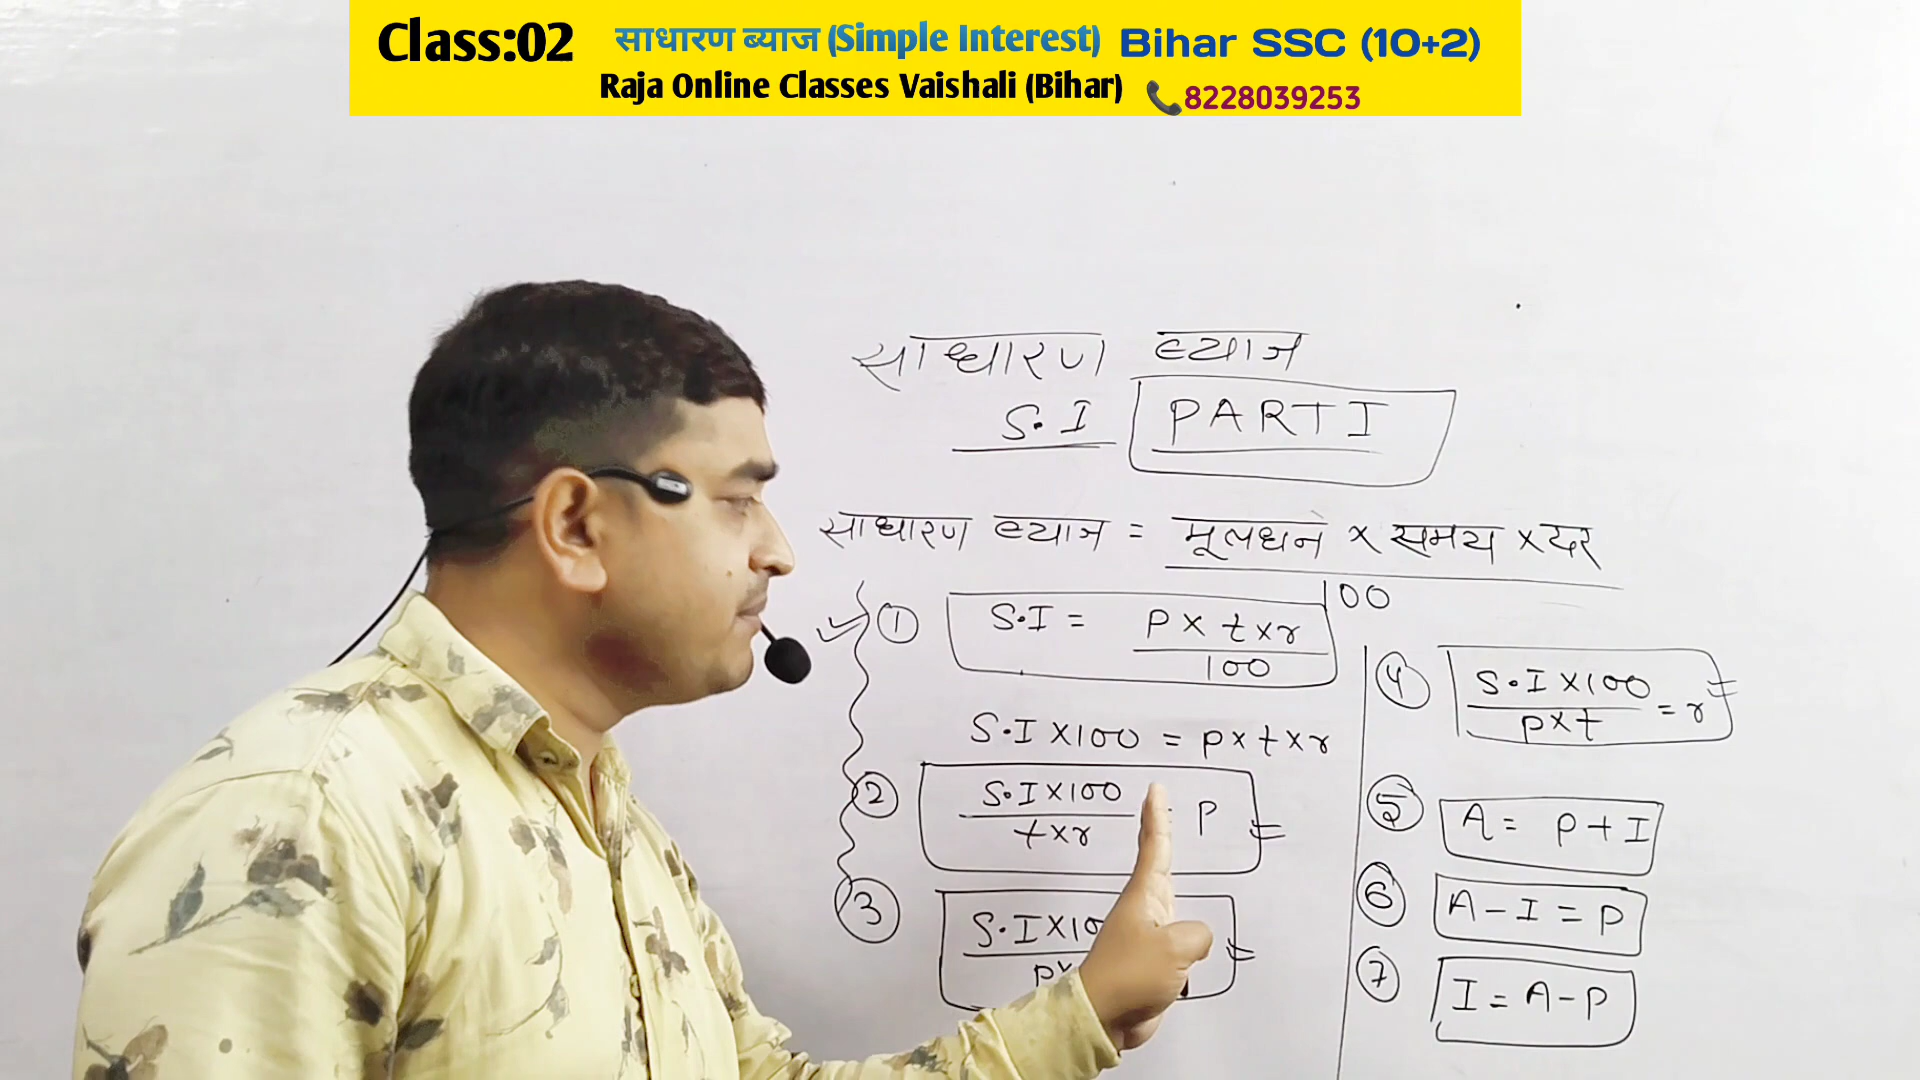 Class:02 साधारण ब्याज (Simple Interest) Bihar SSC (10+2)
Raja Online Classes Vaishali (Bihar) 8228039253
साधारण ब्याज
S.I PART I
साधारण ब्याज = मूलधन × समय × दर
100
① S.I = P × t × r
100
S.I × 100 = P × t × r
② S.I × 100 = P
t × r
③ S.I × 10
P×
④ S.I × 100 = r
P × t
⑤ A = P + I
⑥ A - I = P
⑦ I = A - P